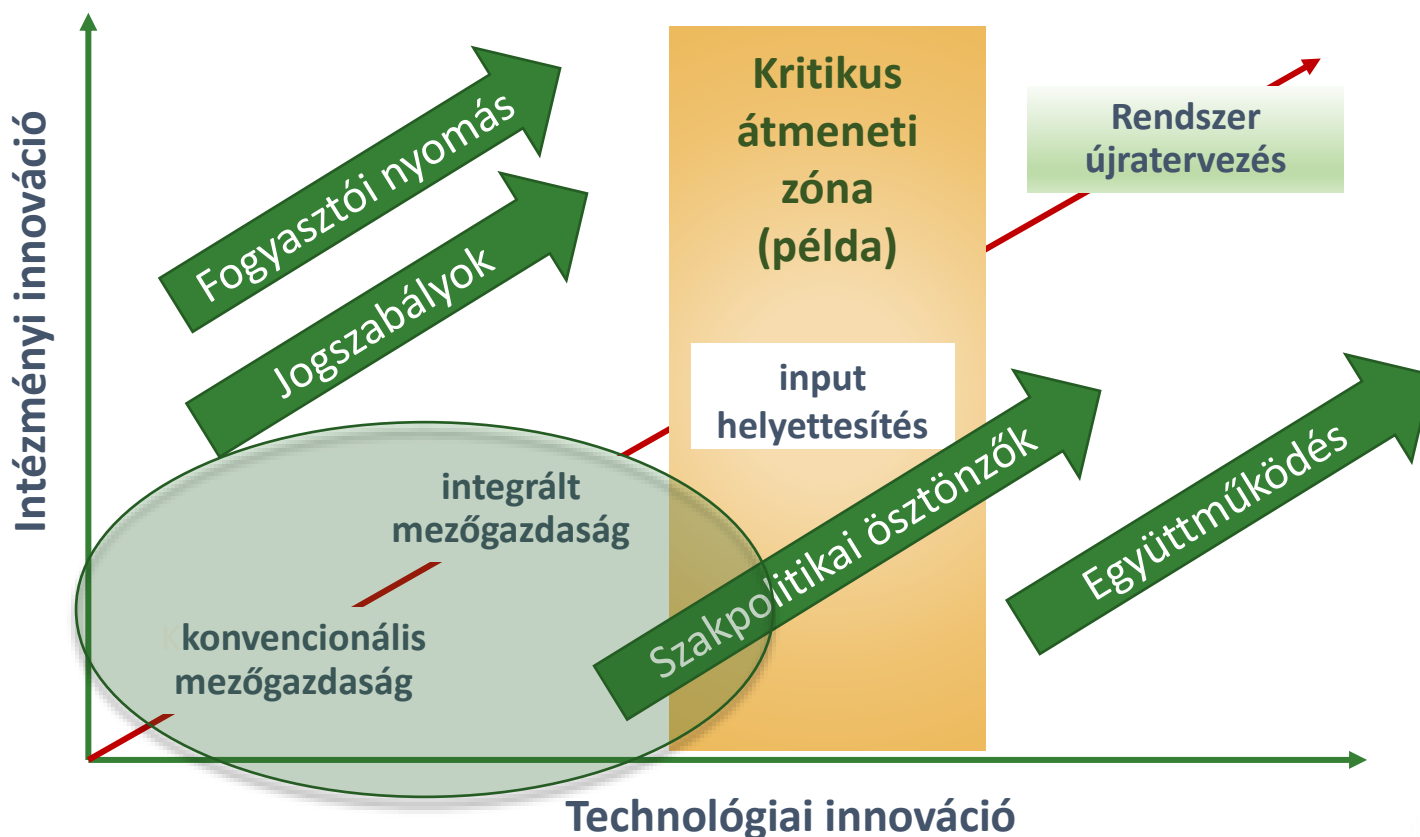 Intézményi innováció
Fogyasztói nyomás
Jogszabályok
Kritikus
átmeneti
zóna
(példa)
Rendszer
újratervezés
input
helyettesítés
integrált
mezőgazdaság
konvencionális
mezőgazdaság
Szakpolitikai ösztönzők
Együttműködés
Technológiai innováció